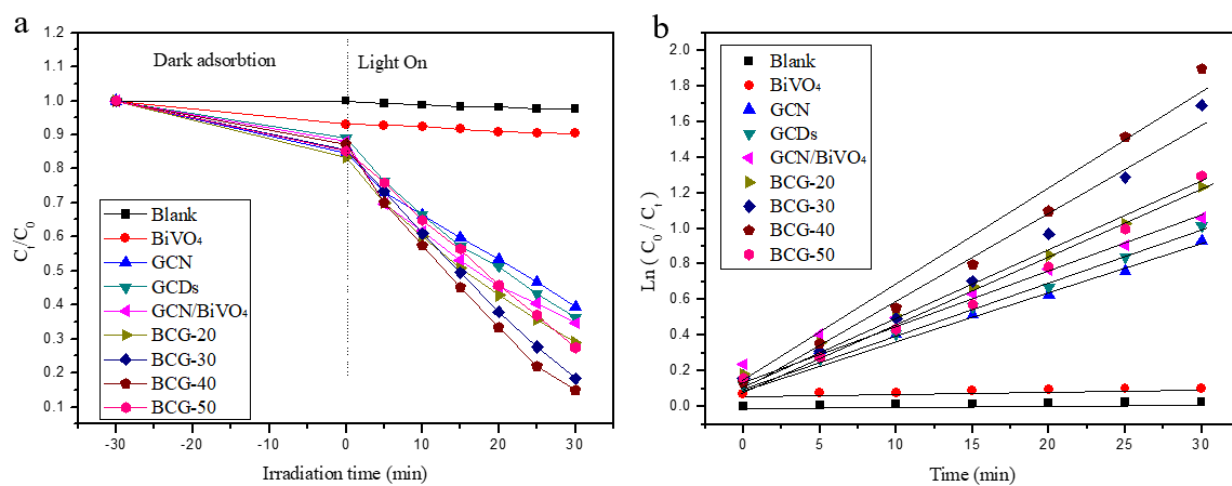 a
Dark adsorbtion
Light On
Blank
BiVO₄
GCN
GCDs
GCN/BiVO₄
BCG-20
BCG-30
BCG-40
BCG-50
1.2
1.1
1.0
0.9
0.8
0.7
0.6
0.5
0.4
0.3
0.2
0.1
Cₜ/C₀
-30
-20
-10
0
10
20
30
Irradiation time (min)
b
Blank
BiVO₄
GCN
GCDs
GCN/BiVO₄
BCG-20
BCG-30
BCG-40
BCG-50
2.0
1.8
1.6
1.4
1.2
1.0
0.8
0.6
0.4
0.2
0.0
Ln ( C₀ / Cₜ )
0
5
10
15
20
25
30
Time (min)